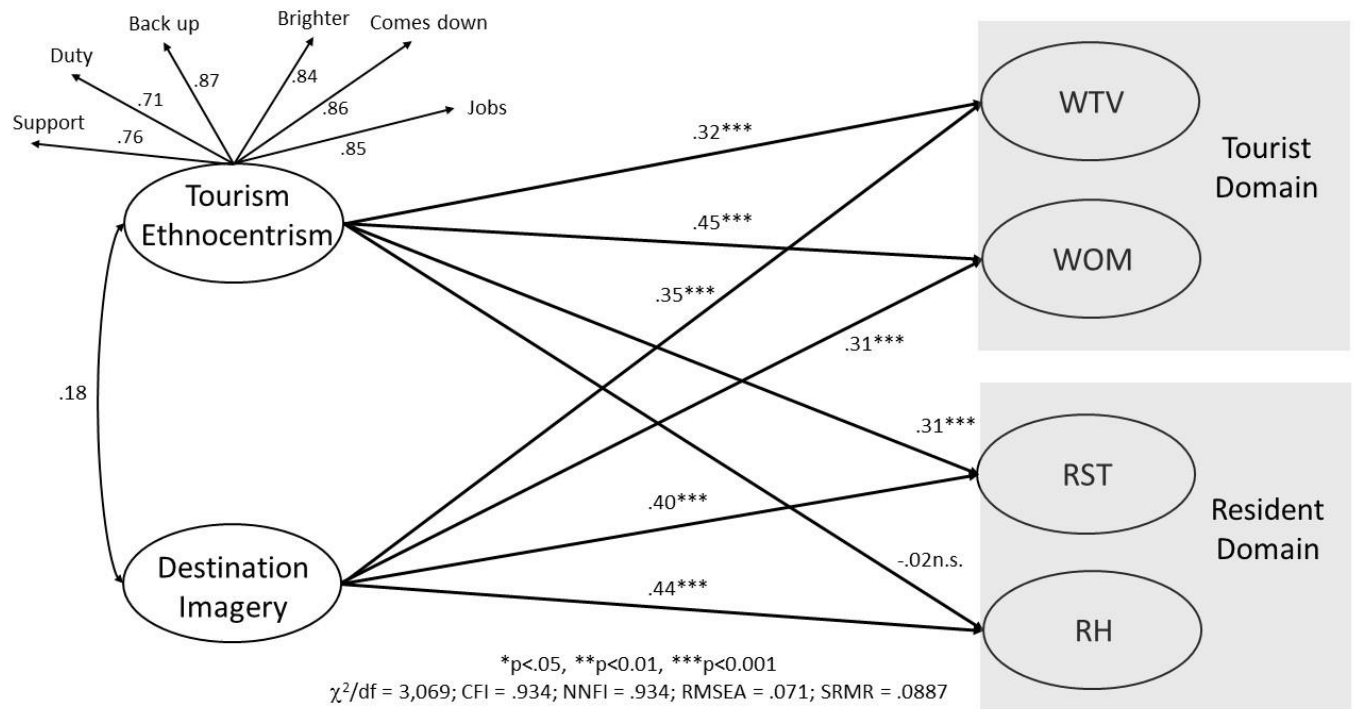 Back up
Brighter
Comes down
Duty
.87
.84
.71
.86
Jobs
Support
.76
.85
Tourism
Ethnocentrism
.18
Destination
Imagery
.32***
.45***
.35***
.31***
.31***
.40***
-.02n.s.
.44***
WTV
WOM
Tourist
Domain
RST
RH
Resident
Domain
*p<.05, **p<0.01, ***p<0.001
χ²/df = 3,069; CFI = .934; NNFI = .934; RMSEA = .071; SRMR = .0887